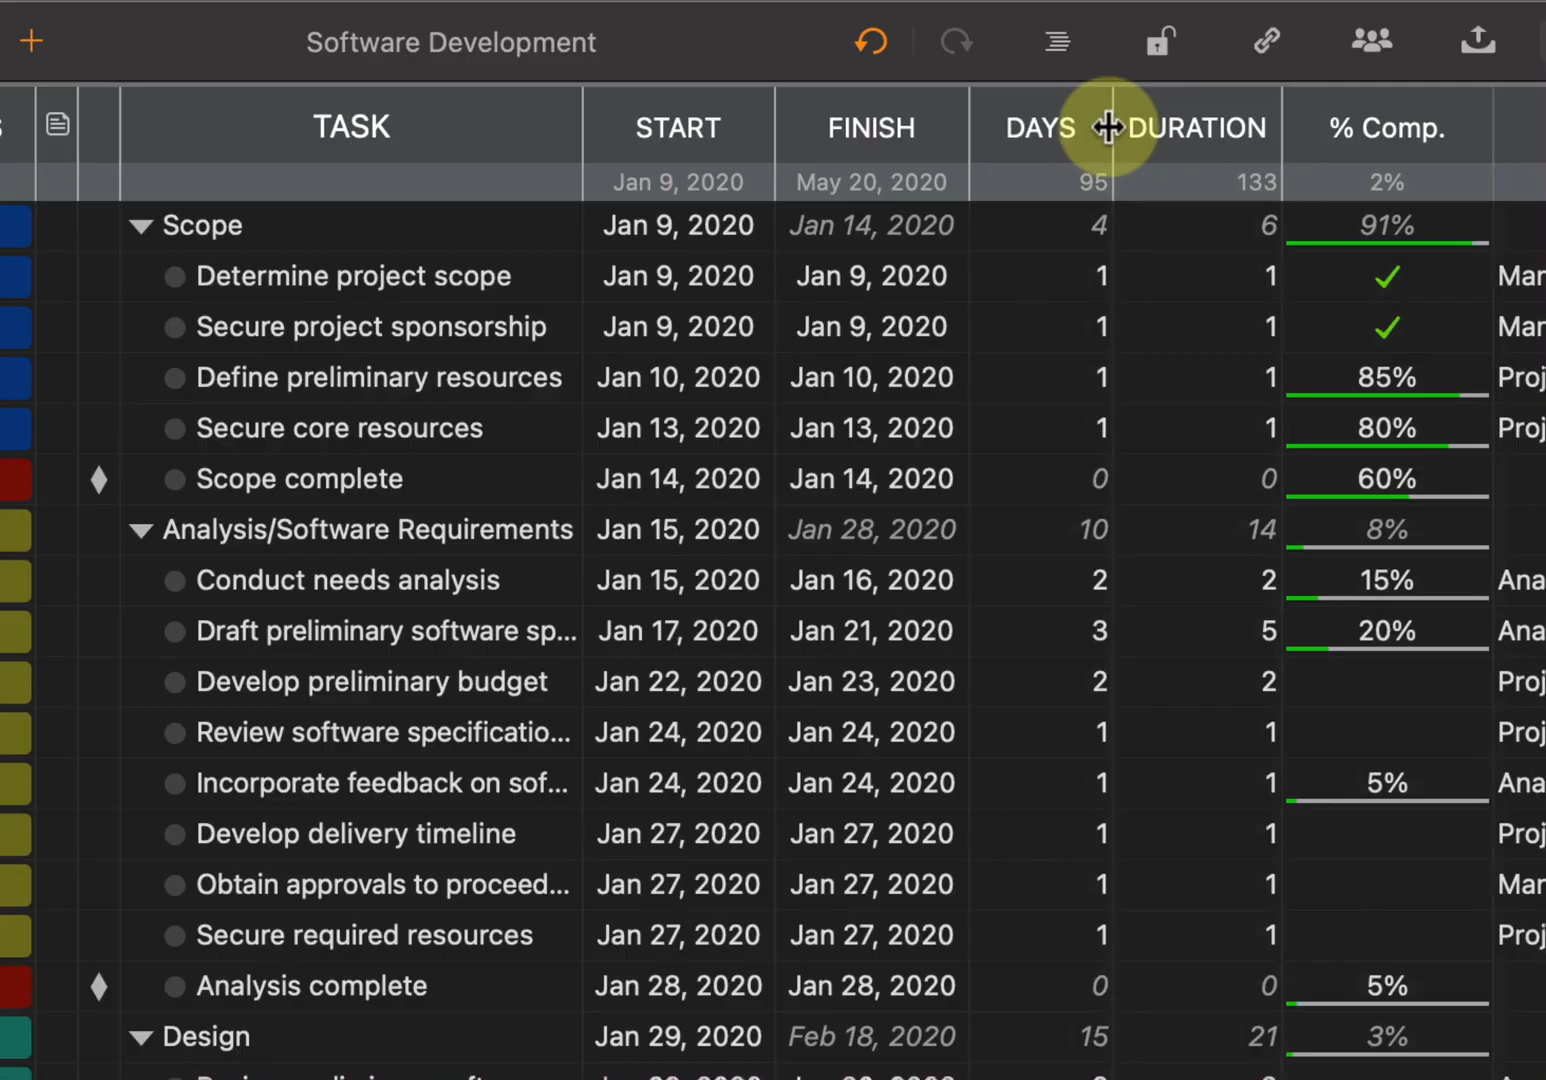 Software Development
TASK START FINISH DAYS DURATION % Comp.
Jan 9, 2020 May 20, 2020 95 133 2%
Scope Jan 9, 2020 Jan 14, 2020 4 6 91%
Determine project scope Jan 9, 2020 Jan 9, 2020 1 1 Mar
Secure project sponsorship Jan 9, 2020 Jan 9, 2020 1 1 Mar
Define preliminary resources Jan 10, 2020 Jan 10, 2020 1 1 85% Proj
Secure core resources Jan 13, 2020 Jan 13, 2020 1 1 80% Proj
Scope complete Jan 14, 2020 Jan 14, 2020 0 0 60%
Analysis/Software Requirements Jan 15, 2020 Jan 28, 2020 10 14 8%
Conduct needs analysis Jan 15, 2020 Jan 16, 2020 2 2 15% Ana
Draft preliminary software sp... Jan 17, 2020 Jan 21, 2020 3 5 20% Ana
Develop preliminary budget Jan 22, 2020 Jan 23, 2020 2 2 Proj
Review software specificatio... Jan 24, 2020 Jan 24, 2020 1 1 Proj
Incorporate feedback on sof... Jan 24, 2020 Jan 24, 2020 1 1 5% Ana
Develop delivery timeline Jan 27, 2020 Jan 27, 2020 1 1 Proj
Obtain approvals to proceed... Jan 27, 2020 Jan 27, 2020 1 1 Mar
Secure required resources Jan 27, 2020 Jan 27, 2020 1 1 Proj
Analysis complete Jan 28, 2020 Jan 28, 2020 0 0 5%
Design Jan 29, 2020 Feb 18, 2020 15 21 3%